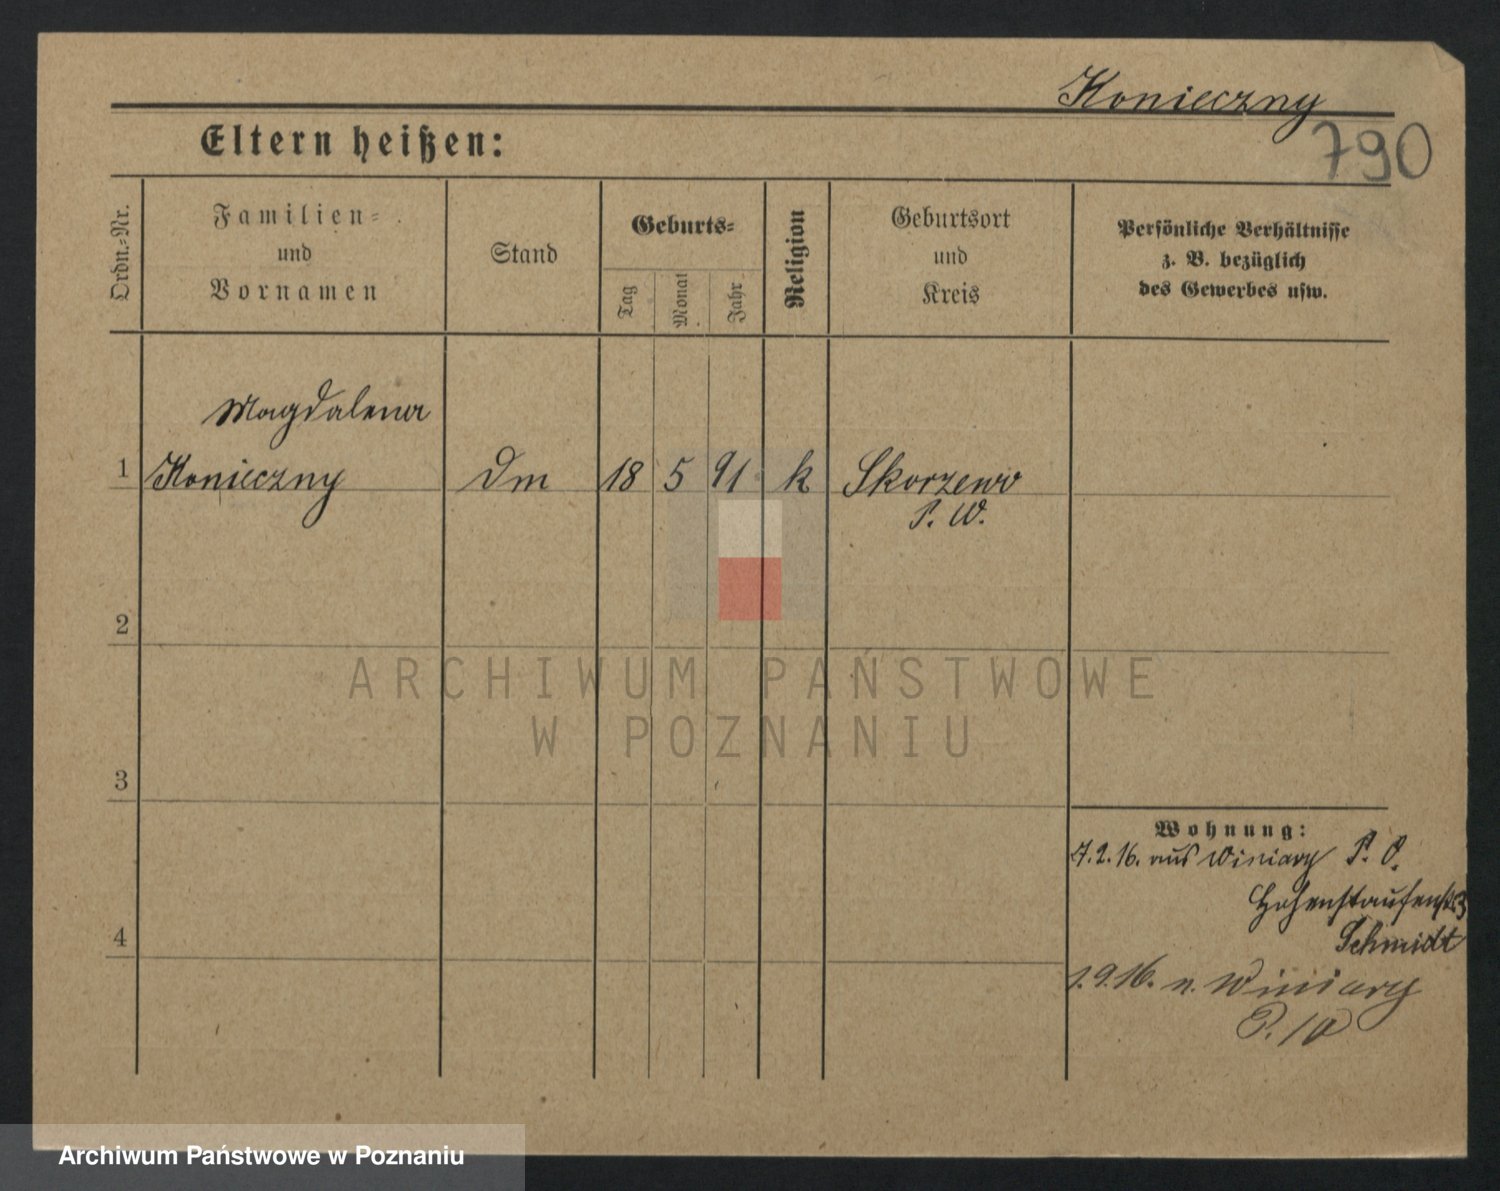 Konieczny
790
Eltern heißen:
Ordn.-Nr.
Familien-
und
Vornamen
Stand
Geburts-
Tag
Monat
Jahr
Religion
Geburtsort
und
Kreis
Persönliche Verhältnisse
z. B. bezüglich
des Gewerbes usw.
Magdalena
1 Konieczny Dm 18 5 91 k Skorzewo
P. W.
2
ARCHIWUM PAŃSTWOWE
W POZNANIU
3
Wohnung:
7.2.16. aus Winiary P. O.
Hohenstaufenstr 3
Schmidt
4
1.9.16. n. Winiary
P.
Archiwum Państwowe w Poznaniu